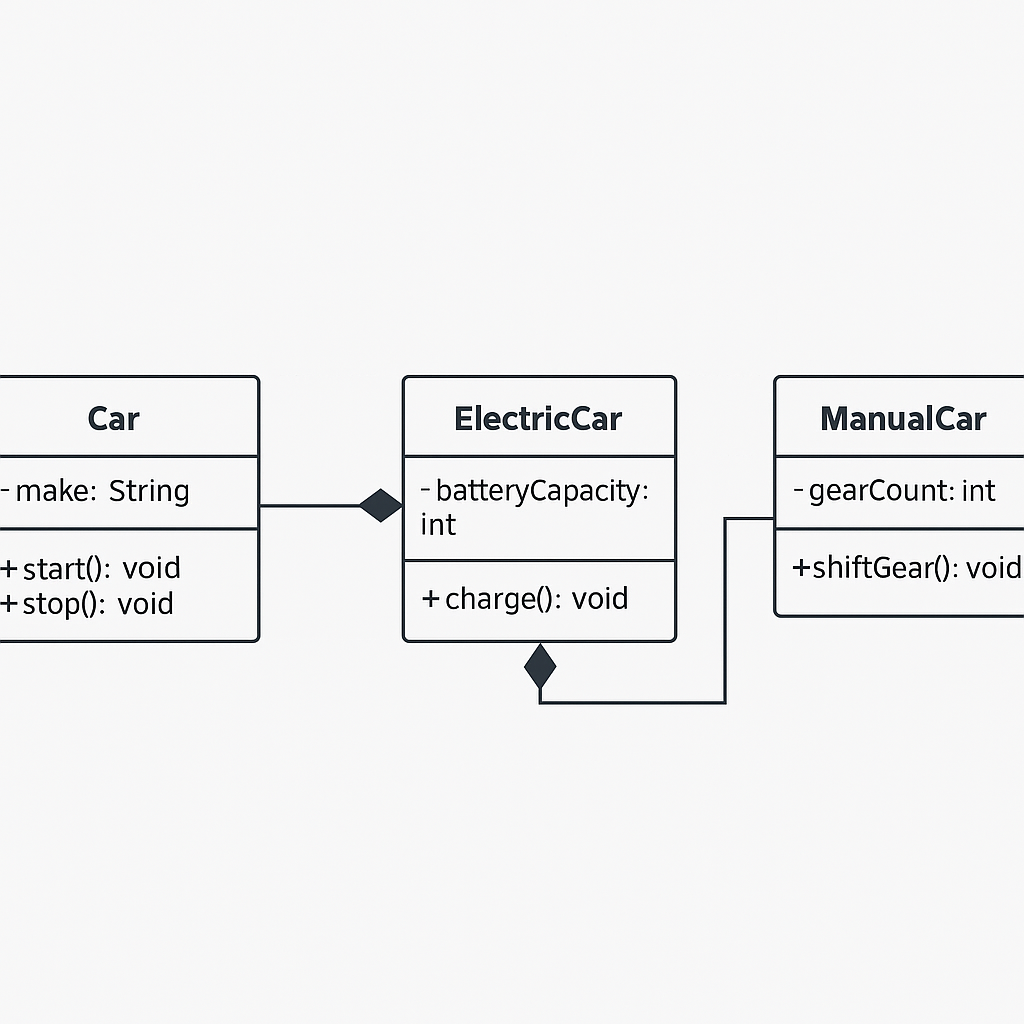 Car
- make: String
+ start(): void
+ stop(): void
ElectricCar
- batteryCapacity:
int
+ charge(): void
ManualCar
- gearCount: int
+shiftGear(): void